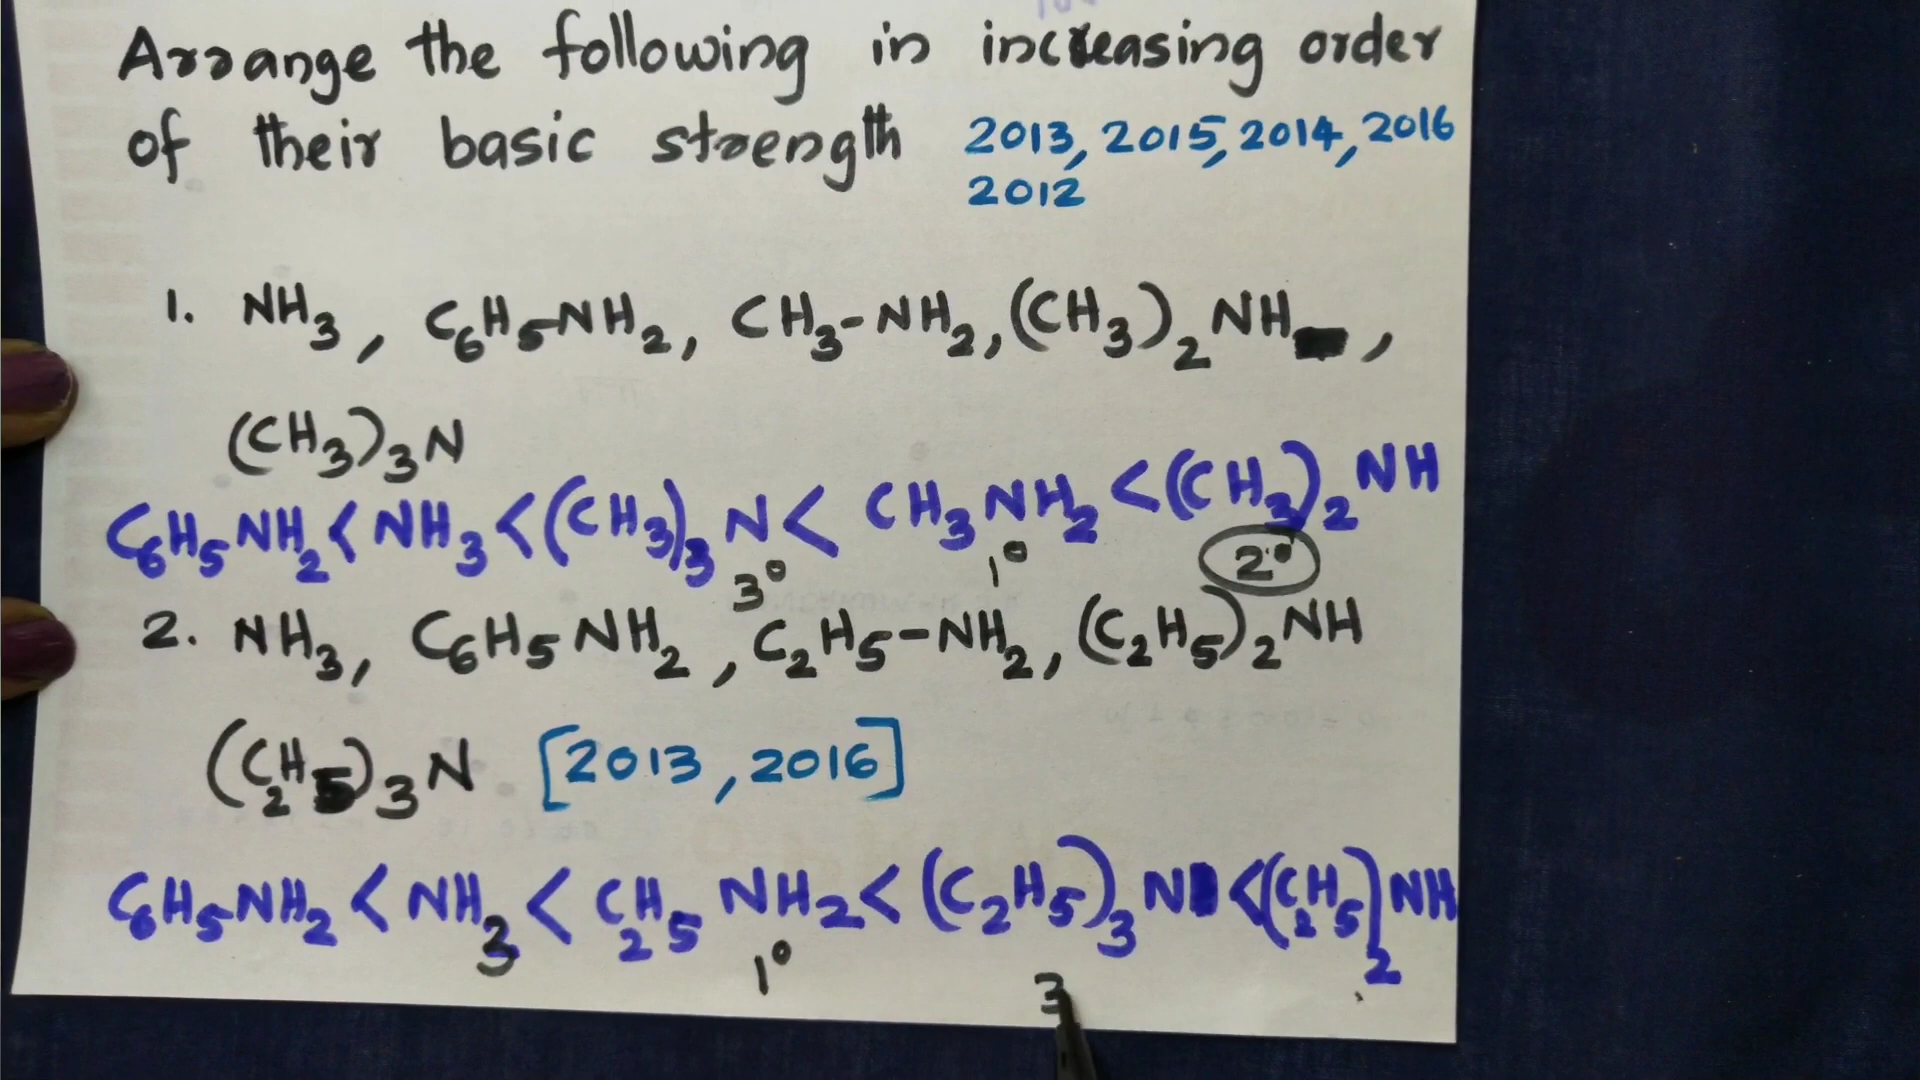 Arrange the following in increasing order
of their basic strength 2013, 2015, 2014, 2016
2012
1. NH₃, C₆H₅NH₂, CH₃-NH₂, (CH₃)₂NH,
(CH₃)₃N
C₆H₅NH₂ < NH₃ < (CH₃)₃N < CH₃NH₂ < (CH₃)₂NH
3° 1° 2°
2. NH₃, C₆H₅NH₂, C₂H₅-NH₂, (C₂H₅)₂NH
(C₂H₅)₃N [2013, 2016]
C₆H₅NH₂ < NH₃ < C₂H₅NH₂ < (C₂H₅)₃N < (C₂H₅)₂NH
1° 3